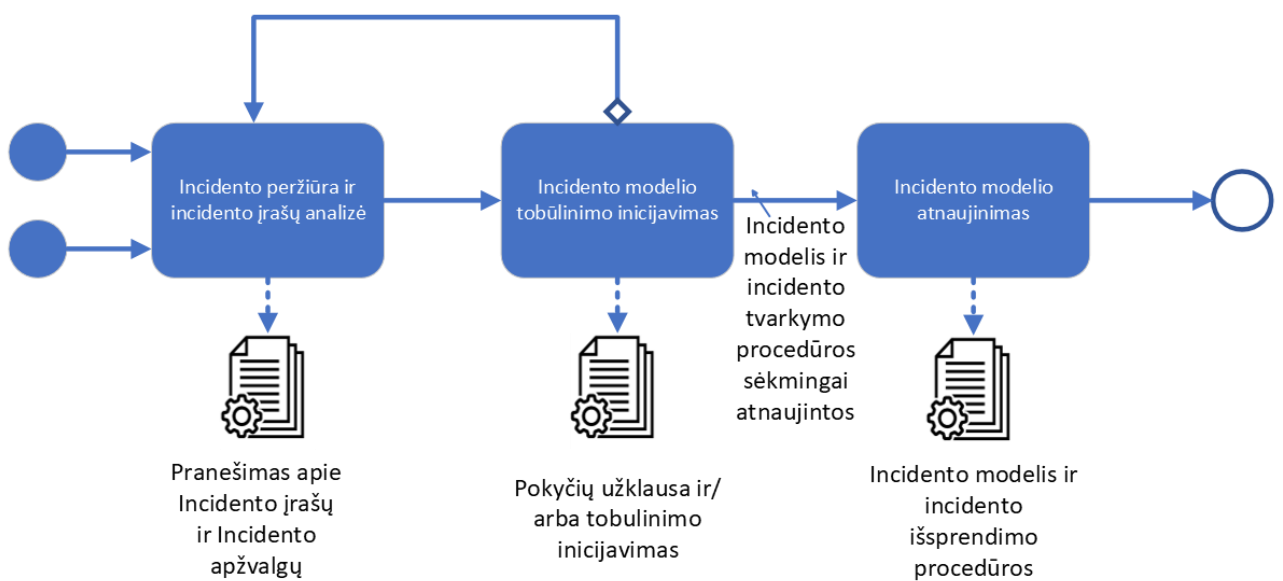 Incidento peržiūra ir
incidento įrašų analizė
Incidento modelio
tobūlinimo inicijavimas
Incidento modelio
atnaujinimas
Incidento
modelis ir
incidento
tvarkymo
procedūros
sėkmingai
atnaujintos
Pranešimas apie
Incidento įrašų
ir Incidento
apžvalgų
Pokyčių užklausa ir/
arba tobulinimo
inicijavimas
Incidento modelis ir
incidento
išsprendimo
procedūros